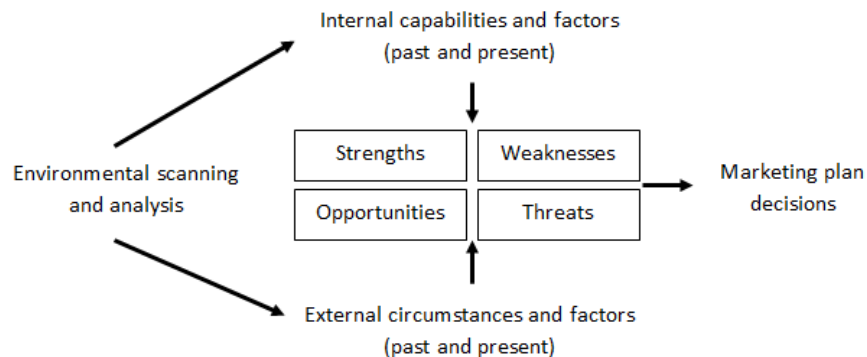 Internal capabilities and factors
(past and present)
Strengths
Weaknesses
Environmental scanning
and analysis
Marketing plan
decisions
Opportunities
Threats
External circumstances and factors
(past and present)